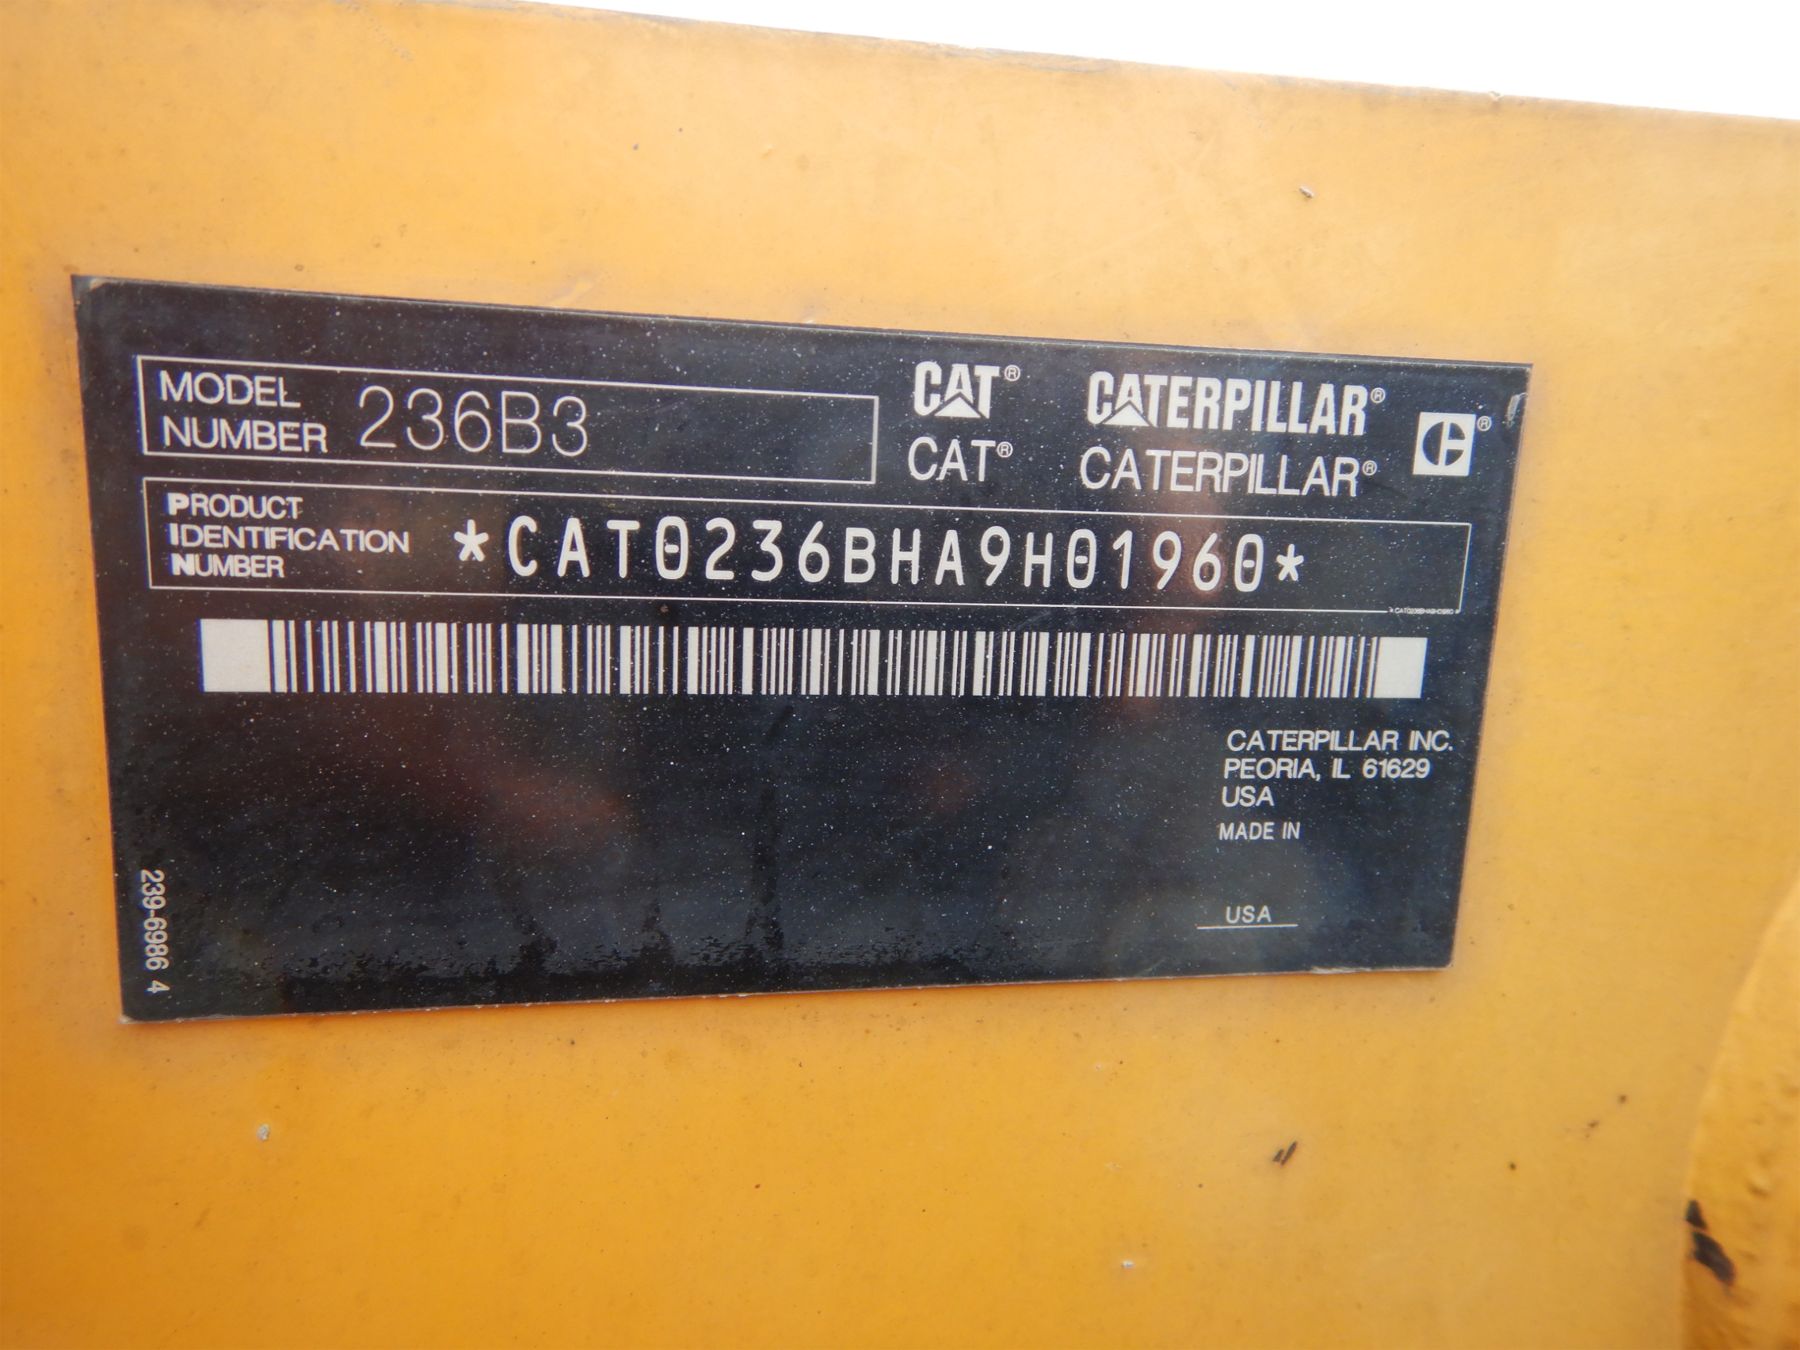 MODEL NUMBER 236B3
CAT® CATERPILLAR®
CAT® CATERPILLAR® ®
PRODUCT
IDENTIFICATION
NUMBER
*CAT0236BHA9H01960*
*CAT0236BHA9H01960*
CATERPILLAR INC.
PEORIA, IL 61629
USA
MADE IN
USA
239-6986 4